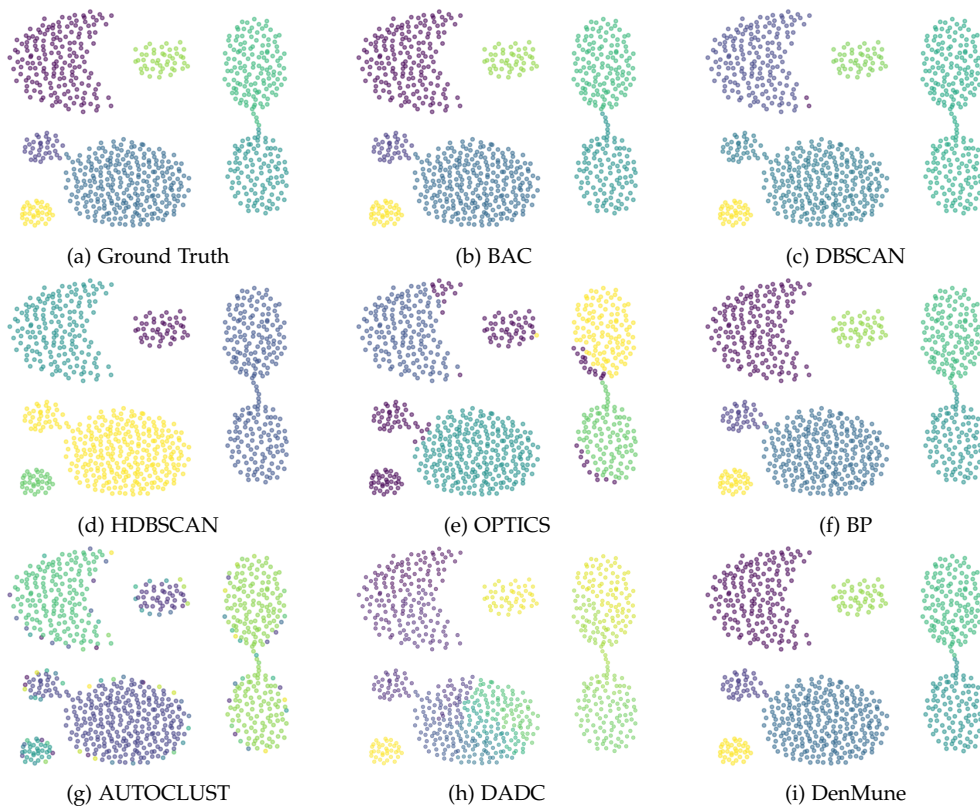 (a) Ground Truth
(b) BAC
(c) DBSCAN
(d) HDBSCAN
(e) OPTICS
(f) BP
(g) AUTOCLUST
(h) DADC
(i) DenMune